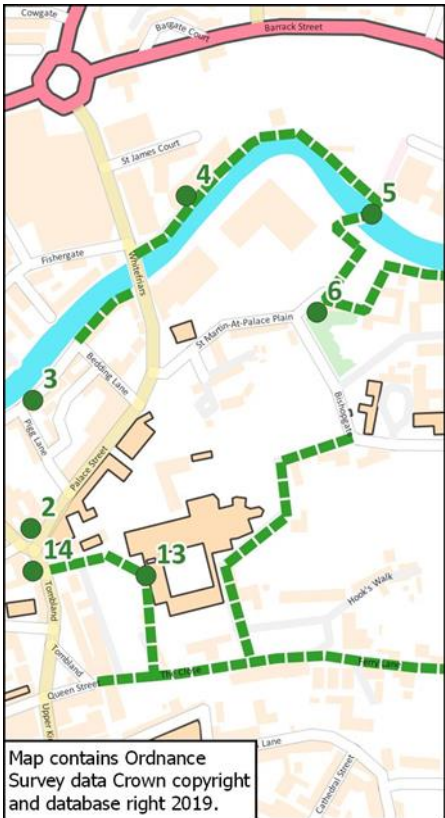 Cowgate
Batgate Court
Barrack Street
St James Court
4
5
Fishergate
Whitefriars
6
St Martin-At-Palace Plain
Bedding Lane
3
Pigg Lane
Bishopgate
Palace Street
2
14
13
Tombland
Hook's Walk
Tombland
The Close
Ferry Lane
Queen Street
Upper Ki
Lane
Cathedral Street
Map contains Ordnance
Survey data Crown copyright
and database right 2019.